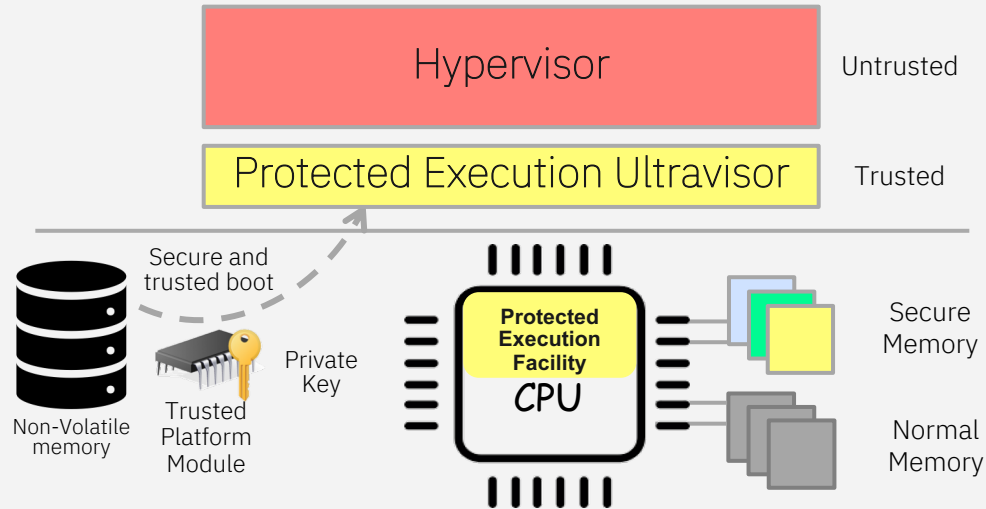 Hypervisor
Untrusted
Protected Execution Ultravisor
Trusted
Secure and
trusted boot
Non-Volatile
memory
Trusted
Platform
Module
Private
Key
Protected
Execution
Facility
CPU
Secure
Memory
Normal
Memory